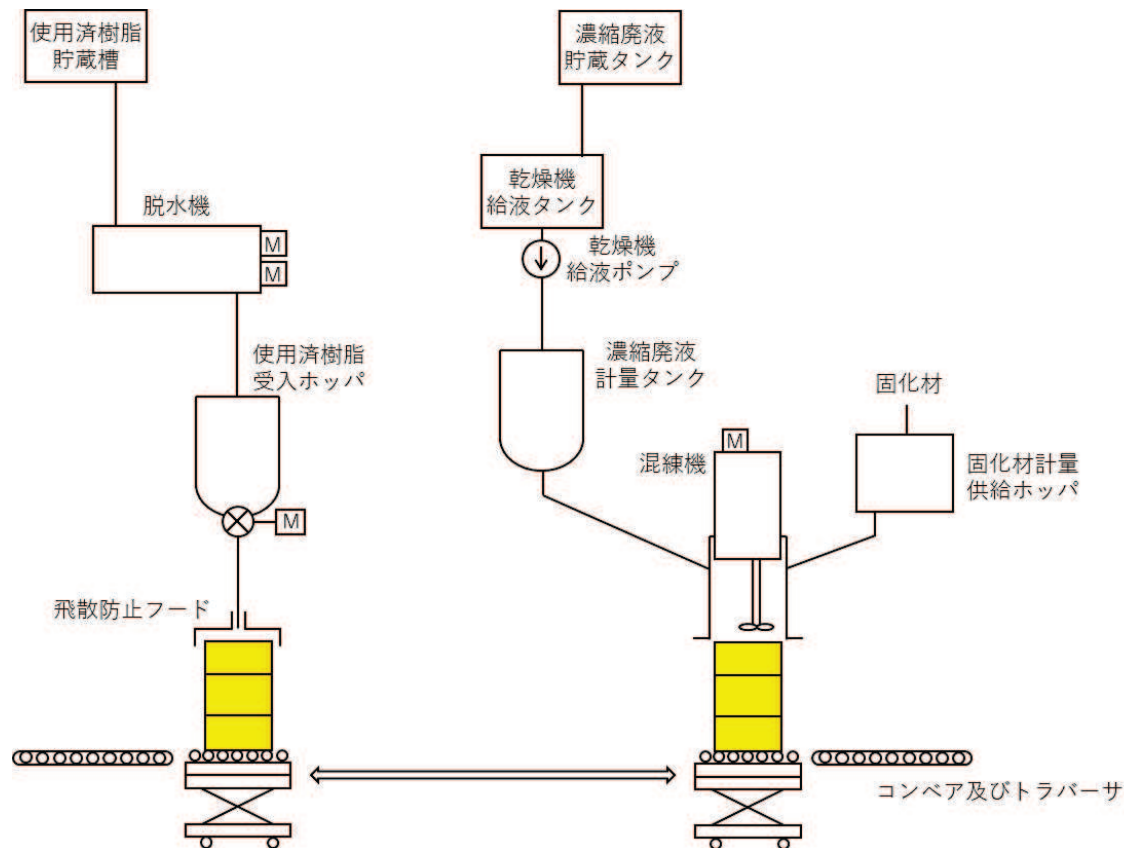 使用済樹脂
貯蔵槽
濃縮廃液
貯蔵タンク
乾燥機
給液タンク
脱水機
M
M
乾燥機
給液ポンプ
使用済樹脂
受入ホッパ
濃縮廃液
計量タンク
固化材
M
混練機
固化材計量
供給ホッパ
M
飛散防止フード
コンベア及びトラバーサ